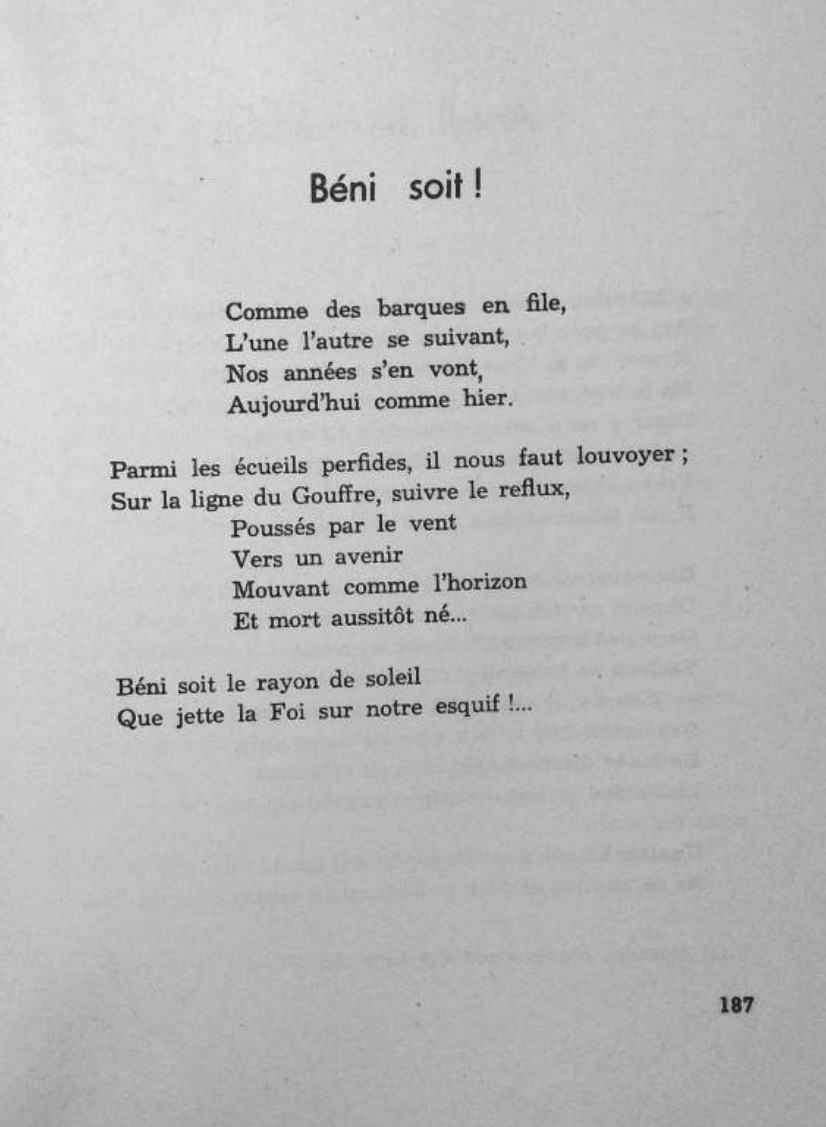 Béni soit !
Comme des barques en file,
L'une l'autre se suivant,
Nos années s'en vont,
Aujourd'hui comme hier.
Parmi les écueils perfides, il nous faut louvoyer ;
Sur la ligne du Gouffre, suivre le reflux,
Poussés par le vent
Vers un avenir
Mouvant comme l'horizon
Et mort aussitôt né...
Béni soit le rayon de soleil
Que jette la Foi sur notre esquif !...
187